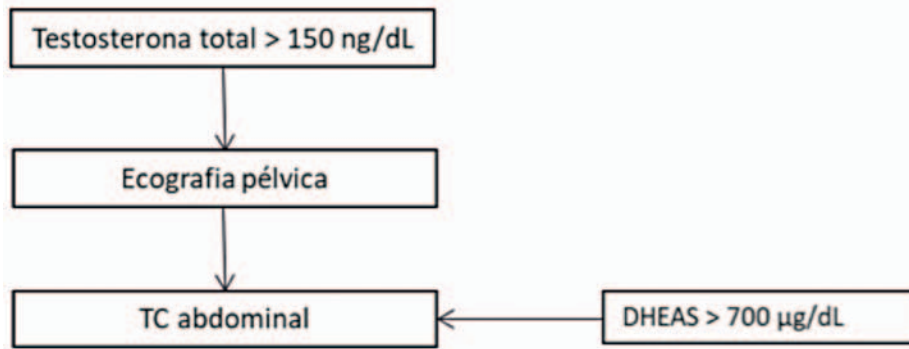 Testosterona total > 150 ng/dL
Ecografia pélvica
TC abdominal
DHEAS > 700 µg/dL